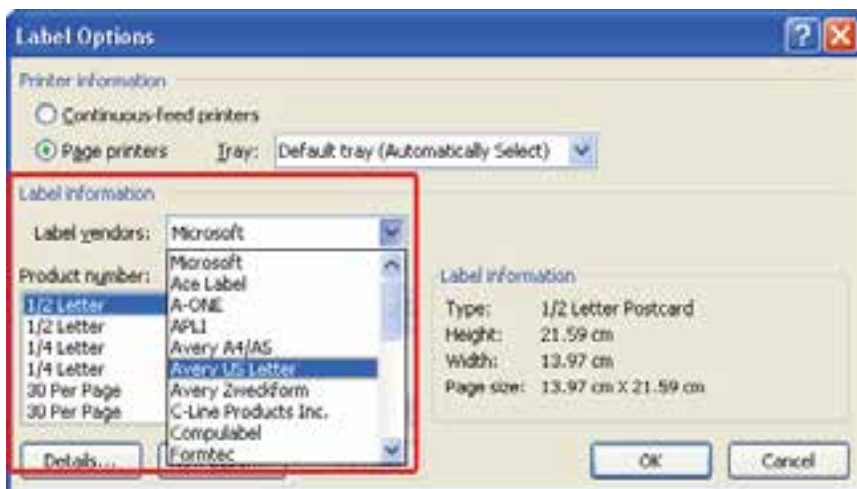 Label Options
Printer information
Continuous-feed printers
Page printers Tray: Default tray (Automatically Select)
Label information
Label vendors: Microsoft
Microsoft
Ace Label
A-ONE
APLI
Avery A4/A5
Avery US Letter
Avery Zweckform
C-Line Products Inc.
Compulabel
Formtec
Product number:
1/2 Letter
1/2 Letter
1/4 Letter
1/4 Letter
30 Per Page
30 Per Page
Label information
Type: 1/2 Letter Postcard
Height: 21.59 cm
Width: 13.97 cm
Page size: 13.97 cm X 21.59 cm
Details...
OK
Cancel